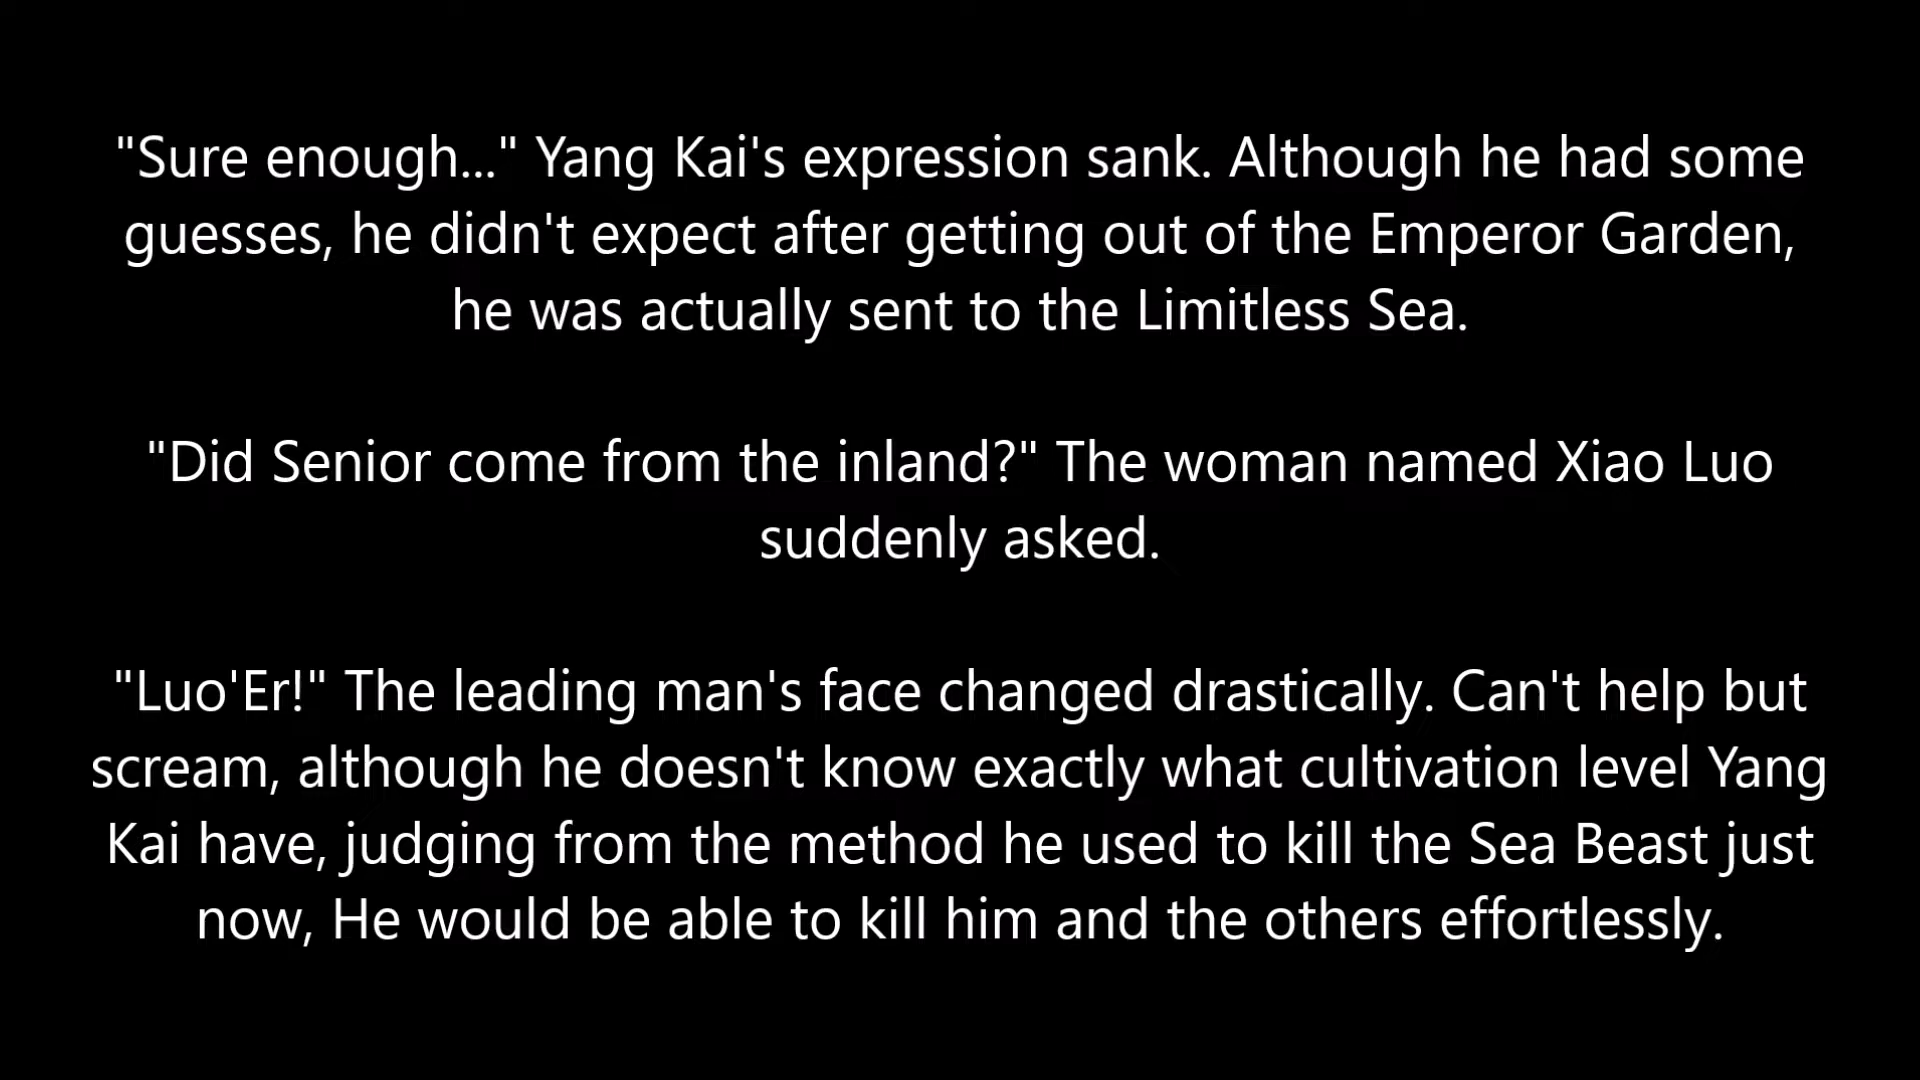 "Sure enough..." Yang Kai's expression sank. Although he had some
guesses, he didn't expect after getting out of the Emperor Garden,
he was actually sent to the Limitless Sea.
"Did Senior come from the inland?" The woman named Xiao Luo
suddenly asked.
"Luo'Er!" The leading man's face changed drastically. Can't help but
scream, although he doesn't know exactly what cultivation level Yang
Kai have, judging from the method he used to kill the Sea Beast just
now, He would be able to kill him and the others effortlessly.